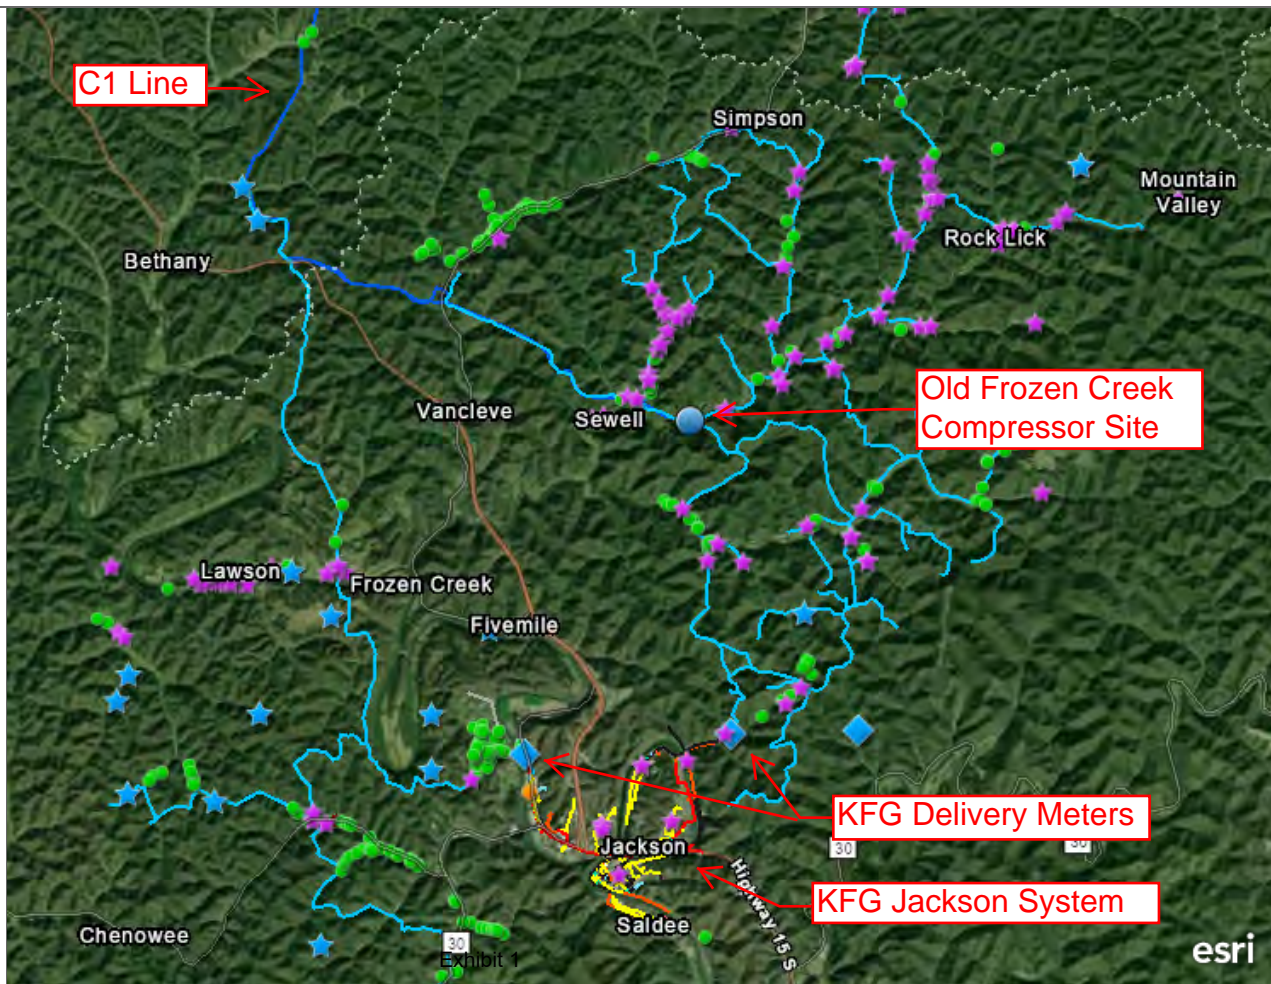 C1 Line
Simpson
Mountain
Valley
Rock Lick
Bethany
Old Frozen Creek
Compressor Site
Vancleve
Sewell
Lawson
Frozen Creek
Fivemile
KFG Delivery Meters
Jackson
30
30
Highway 15 S
KFG Jackson System
Saldee
Chenowee
30
Exhibit 1
esri